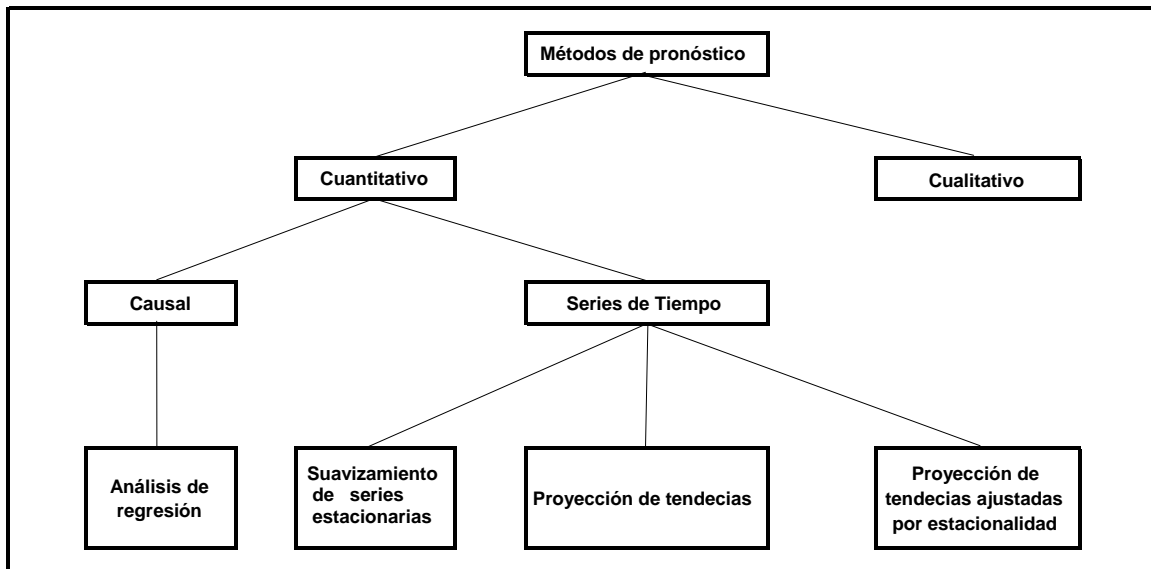 Métodos de pronóstico
Cuantitativo
Cualitativo
Causal
Series de Tiempo
Análisis de
regresión
Suavizamiento
de series
estacionarias
Proyección de tendecias
Proyección de
tendecias ajustadas
por estacionalidad